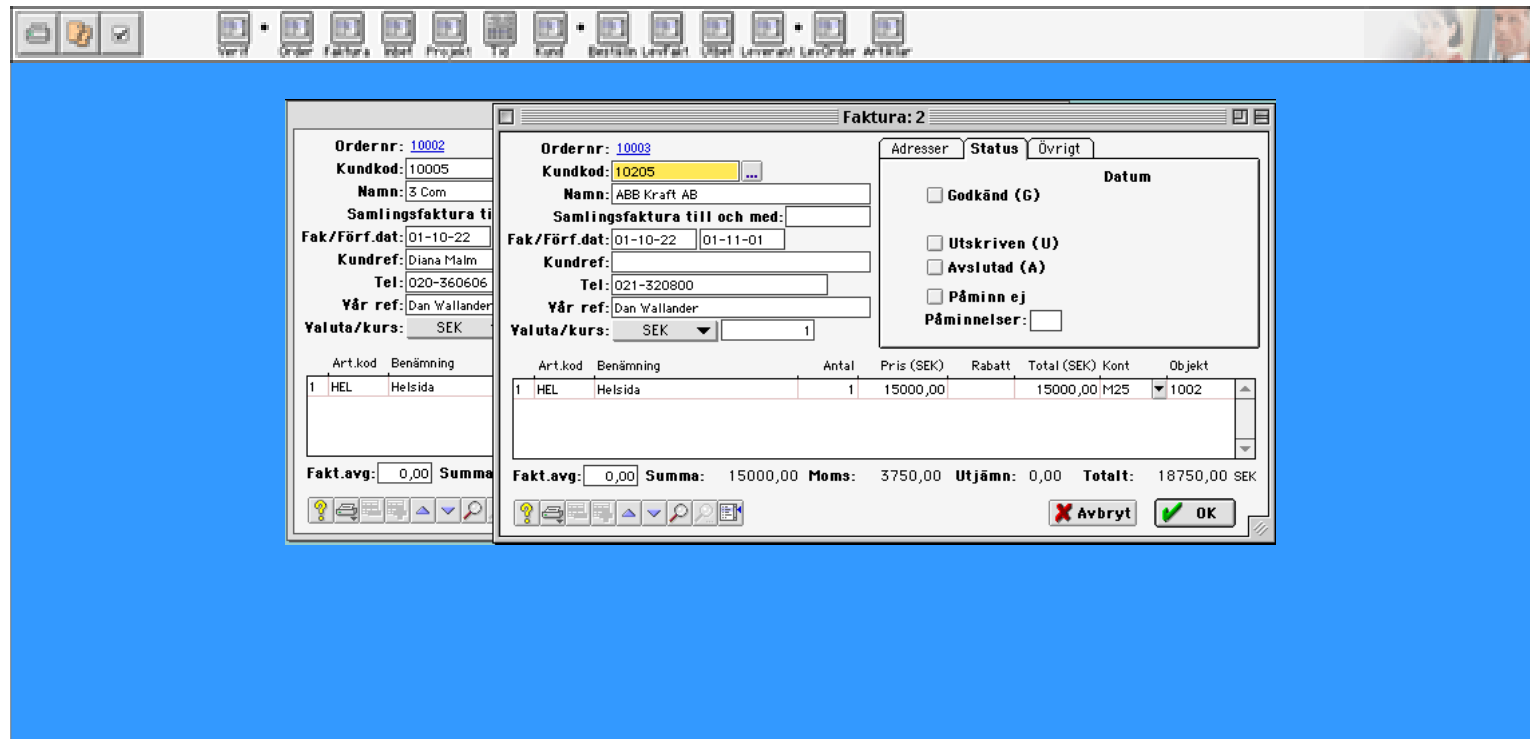 Verif Order Faktura Inbet Projekt Tid Kund Beställn LevFakt Utbet Leverant LevOrder Artiklar
Ordernr: 10002
Kundkod: 10005
Namn: 3 Com
Samlingsfaktura ti
Fak/Förf.dat: 01-10-22
Kundref: Diana Malm
Tel: 020-360606
Vår ref: Dan Wallander
Valuta/kurs: SEK
Art.kod Benämning
1 HEL Helsida
Fakt.avg: 0,00 Summa
Faktura: 2
Ordernr: 10003
Kundkod: 10205 ...
Namn: ABB Kraft AB
Samlingsfaktura till och med:
Fak/Förf.dat: 01-10-22 01-11-01
Kundref:
Tel: 021-320800
Vår ref: Dan Wallander
Valuta/kurs: SEK 1
Adresser Status Övrigt
Datum
Godkänd (G)
Utskriven (U)
Avslutad (A)
Påminn ej
Påminnelser:
Art.kod Benämning Antal Pris (SEK) Rabatt Total (SEK) Kont Objekt
1 HEL Helsida 1 15000,00 15000,00 M25 1002
Fakt.avg: 0,00 Summa: 15000,00 Moms: 3750,00 Utjämn: 0,00 Totalt: 18750,00 SEK
Avbryt OK